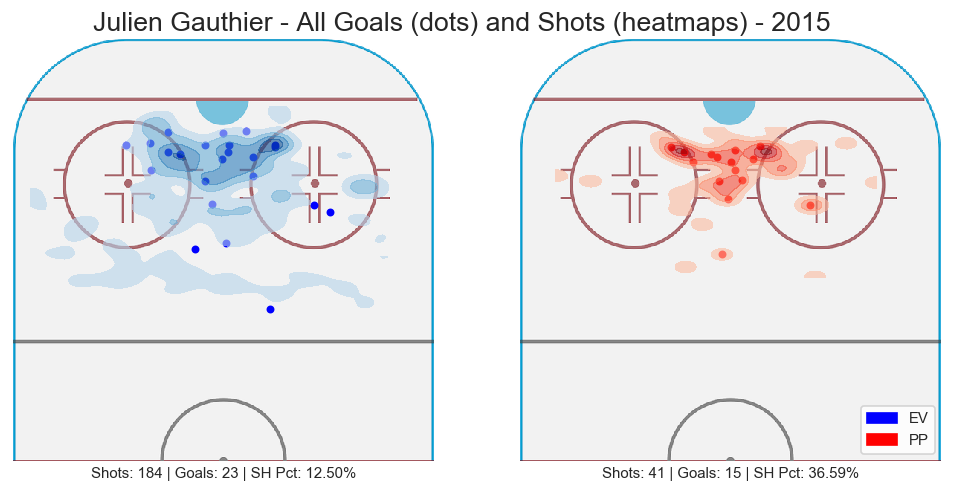 Julien Gauthier - All Goals (dots) and Shots (heatmaps) - 2015
EV
PP
Shots: 184 | Goals: 23 | SH Pct: 12.50%
Shots: 41 | Goals: 15 | SH Pct: 36.59%